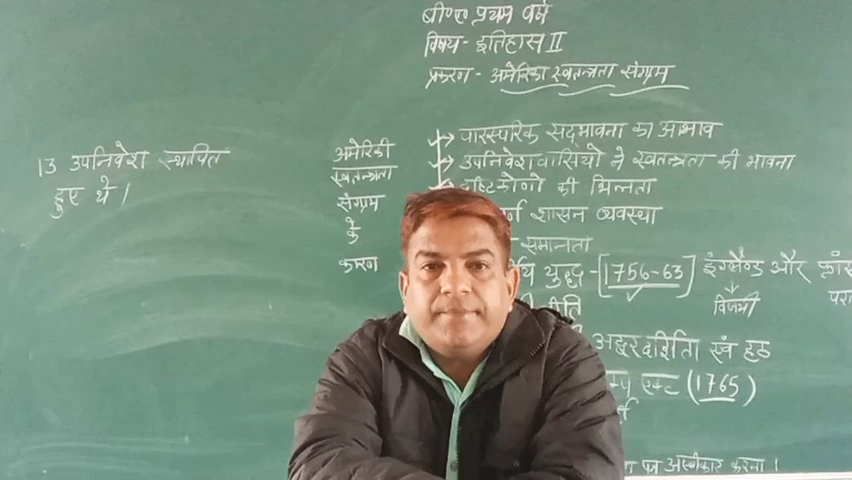 बी०ए० प्रथम वर्ष
विषय - इतिहास II
प्रकरण - अमेरिका स्वतन्त्रता संग्राम
13 उपनिवेश स्थापित
हुए थे।
अमेरिकी
स्वतन्त्रता
संग्राम
के
कारण
पारस्परिक सद्भावना का अभाव
उपनिवेशवासियों में स्वतन्त्रता की भावना
की भिन्नता
शासन व्यवस्था
समानता
युद्ध - [1756-63] इंग्लैण्ड और
विजयी
नीति
अदूरदर्शिता एवं हठ
एक्ट (1765)
अस्वीकार करना।